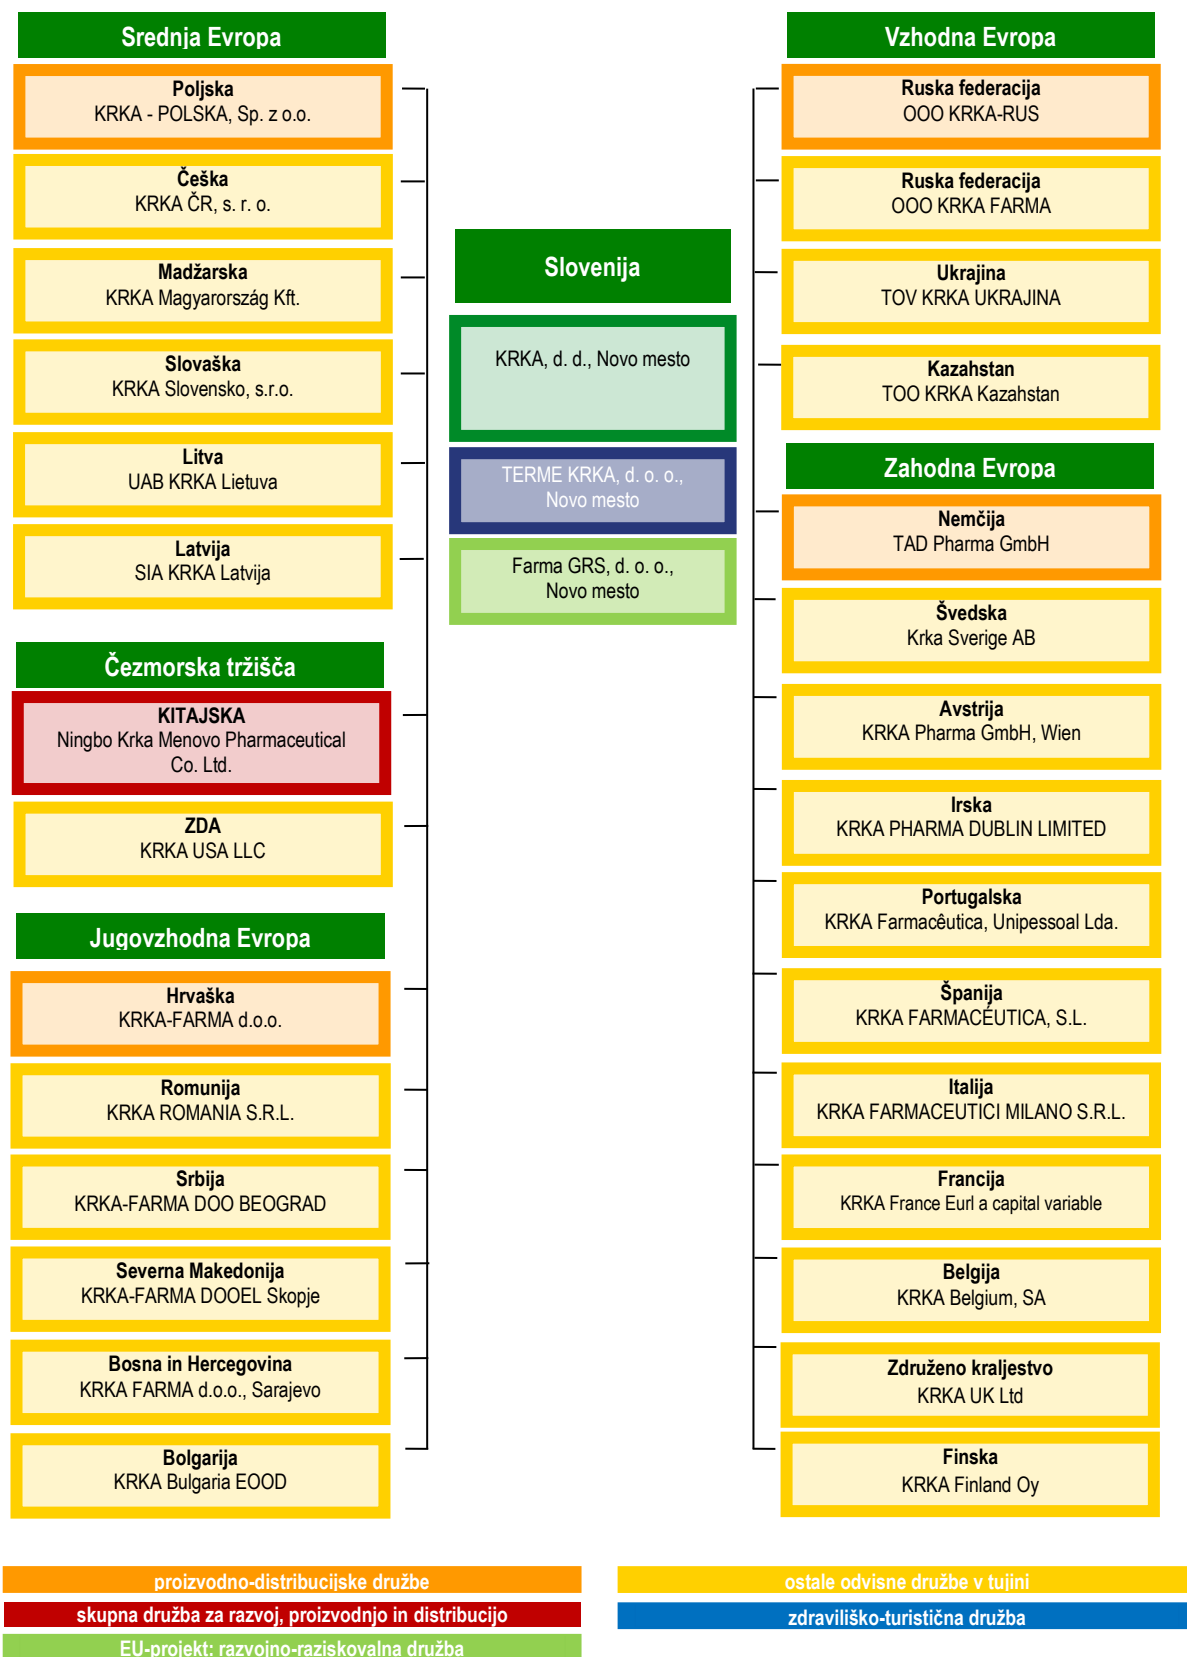 Srednja Evropa
Poljska
KRKA - POLSKA, Sp. z o.o.
Češka
KRKA ČR, s. r. o.
Madžarska
KRKA Magyarország Kft.
Slovaška
KRKA Slovensko, s.r.o.
Litva
UAB KRKA Lietuva
Latvija
SIA KRKA Latvija
Čezmorska tržišča
KITAJSKA
Ningbo Krka Menovo Pharmaceutical
Co. Ltd.
ZDA
KRKA USA LLC
Jugovzhodna Evropa
Hrvaška
KRKA-FARMA d.o.o.
Romunija
KRKA ROMANIA S.R.L.
Srbija
KRKA-FARMA DOO BEOGRAD
Severna Makedonija
KRKA-FARMA DOOEL Skopje
Bosna in Hercegovina
KRKA FARMA d.o.o., Sarajevo
Bolgarija
KRKA Bulgaria EOOD
Slovenija
KRKA, d. d., Novo mesto
TERME KRKA, d. o. o.,
Novo mesto
Farma GRS, d. o. o.,
Novo mesto
Vzhodna Evropa
Ruska federacija
OOO KRKA-RUS
Ruska federacija
OOO KRKA FARMA
Ukrajina
TOV KRKA UKRAJINA
Kazahstan
TOO KRKA Kazahstan
Zahodna Evropa
Nemčija
TAD Pharma GmbH
Švedska
Krka Sverige AB
Avstrija
KRKA Pharma GmbH, Wien
Irska
KRKA PHARMA DUBLIN LIMITED
Portugalska
KRKA Farmacêutica, Unipessoal Lda.
Španija
KRKA FARMACÉUTICA, S.L.
Italija
KRKA FARMACEUTICI MILANO S.R.L.
Francija
KRKA France Eurl a capital variable
Belgija
KRKA Belgium, SA
Združeno kraljestvo
KRKA UK Ltd
Finska
KRKA Finland Oy
proizvodno-distribucijske družbe
skupna družba za razvoj, proizvodnjo in distribucijo
EU-projekt: razvojno-raziskovalna družba
ostale odvisne družbe v tujini
zdraviliško-turistična družba